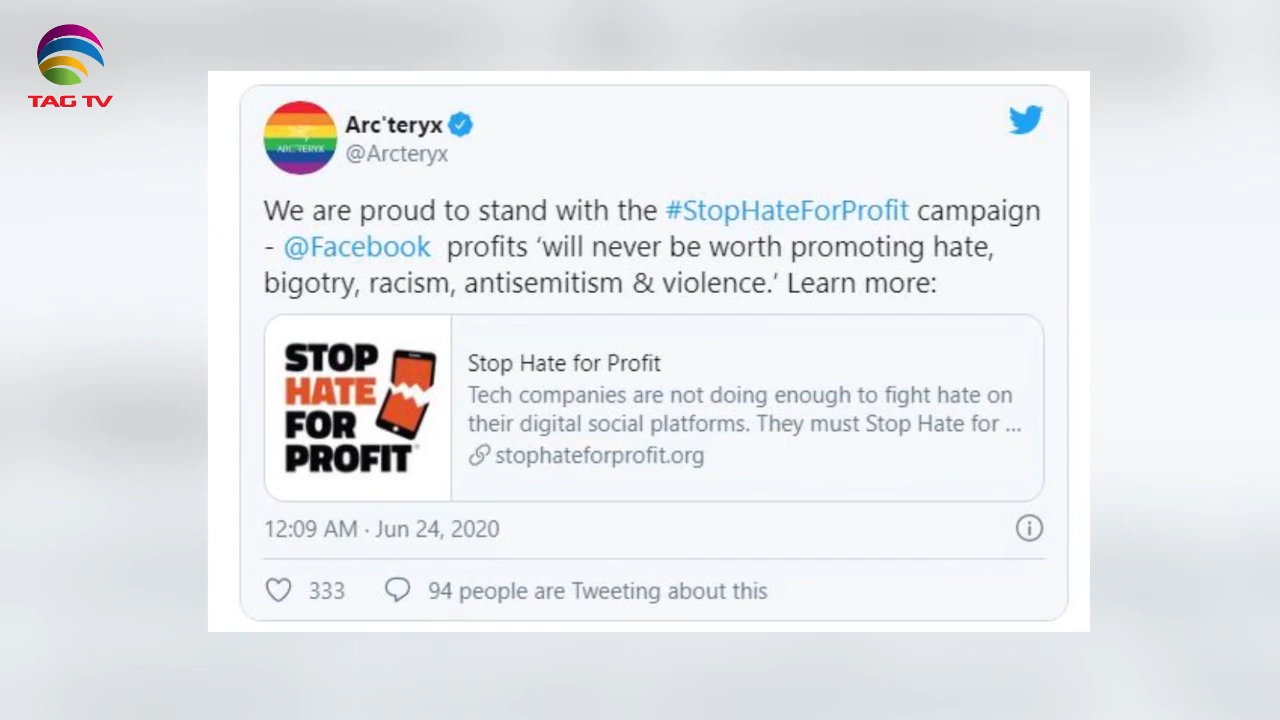 TAG TV
ARC'TERYX
Arc'teryx
@Arcteryx
We are proud to stand with the #StopHateForProfit campaign
- @Facebook profits ‘will never be worth promoting hate,
bigotry, racism, antisemitism & violence.’ Learn more:
STOP
HATE
FOR
PROFIT
Stop Hate for Profit
Tech companies are not doing enough to fight hate on
their digital social platforms. They must Stop Hate for ...
stophateforprofit.org
12:09 AM · Jun 24, 2020
333
94 people are Tweeting about this